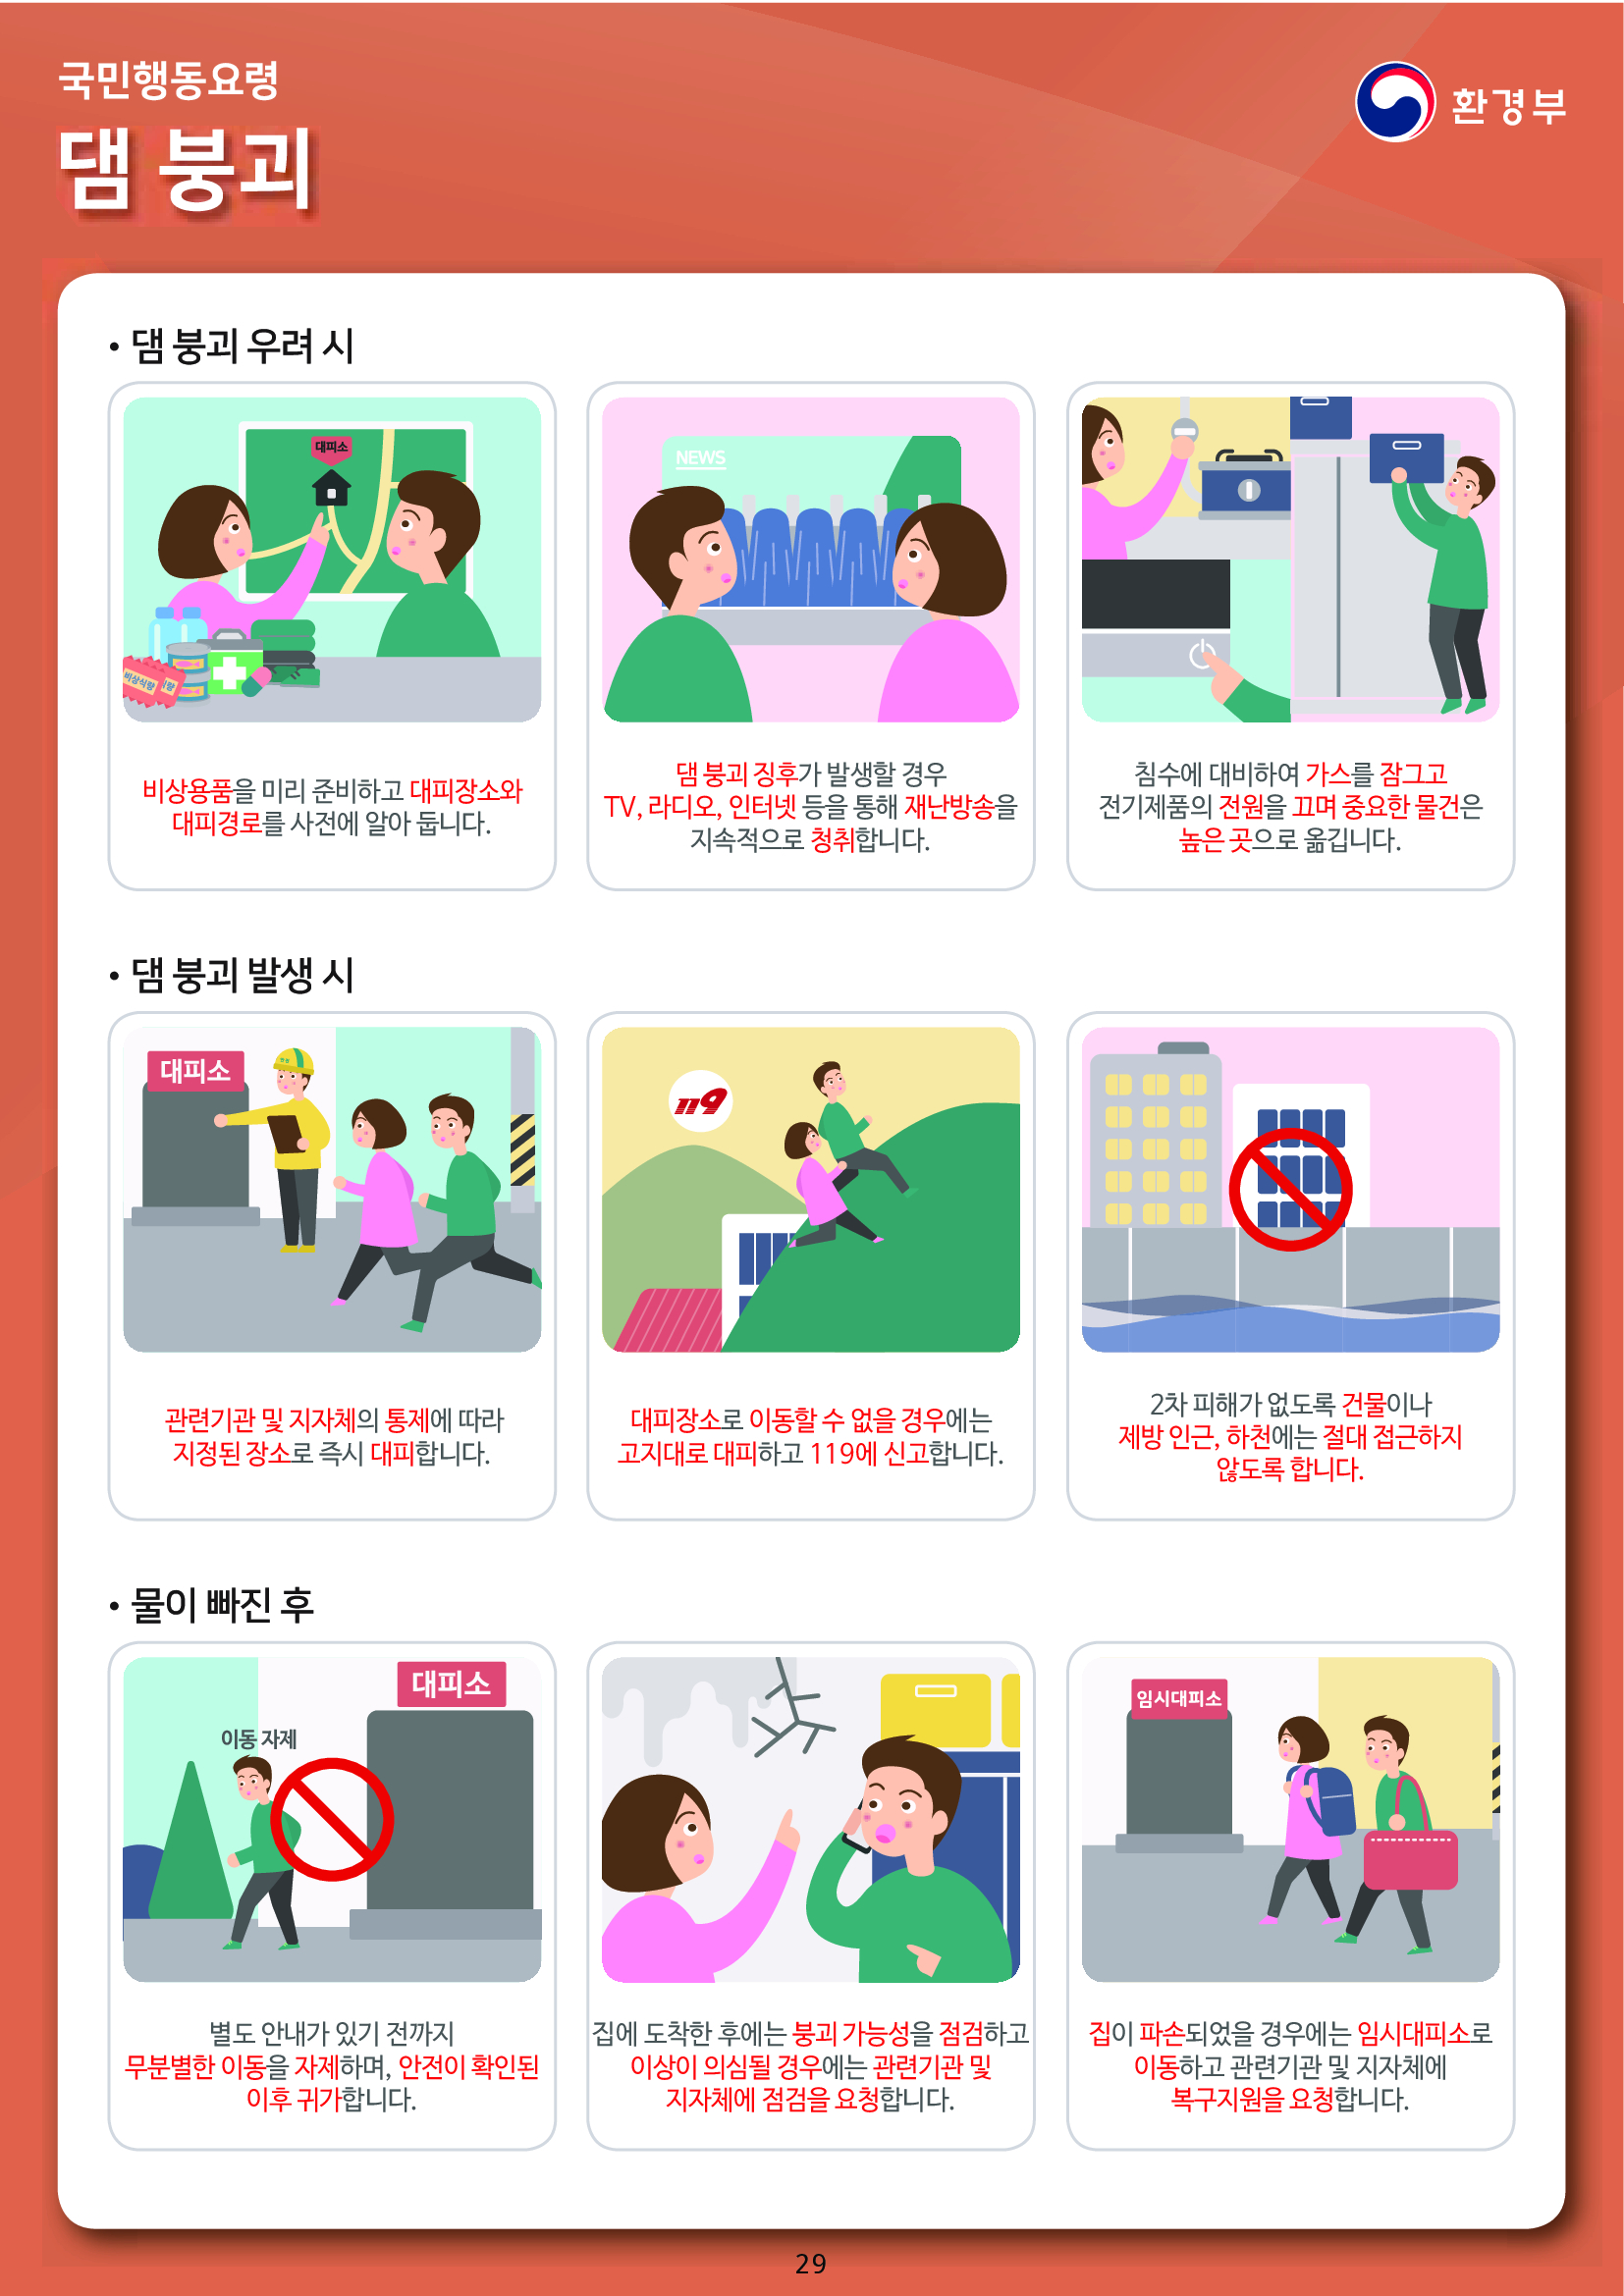 국민행동요령
댐 붕괴
환경부
• 댐 붕괴 우려 시
대피소
비상식량
식량
NEWS
비상용품을 미리 준비하고 대피장소와
대피경로를 사전에 알아 둡니다.
댐 붕괴 징후가 발생할 경우
TV, 라디오, 인터넷 등을 통해 재난방송을
지속적으로 청취합니다.
침수에 대비하여 가스를 잠그고
전기제품의 전원을 끄며 중요한 물건은
높은 곳으로 옮깁니다.
• 댐 붕괴 발생 시
대피소
119
관련기관 및 지자체의 통제에 따라
지정된 장소로 즉시 대피합니다.
대피장소로 이동할 수 없을 경우에는
고지대로 대피하고 119에 신고합니다.
2차 피해가 없도록 건물이나
제방 인근, 하천에는 절대 접근하지
않도록 합니다.
• 물이 빠진 후
대피소
이동 자제
임시대피소
별도 안내가 있기 전까지
무분별한 이동을 자제하며, 안전이 확인된
이후 귀가합니다.
집에 도착한 후에는 붕괴 가능성을 점검하고
이상이 의심될 경우에는 관련기관 및
지자체에 점검을 요청합니다.
집이 파손되었을 경우에는 임시대피소로
이동하고 관련기관 및 지자체에
복구지원을 요청합니다.
29